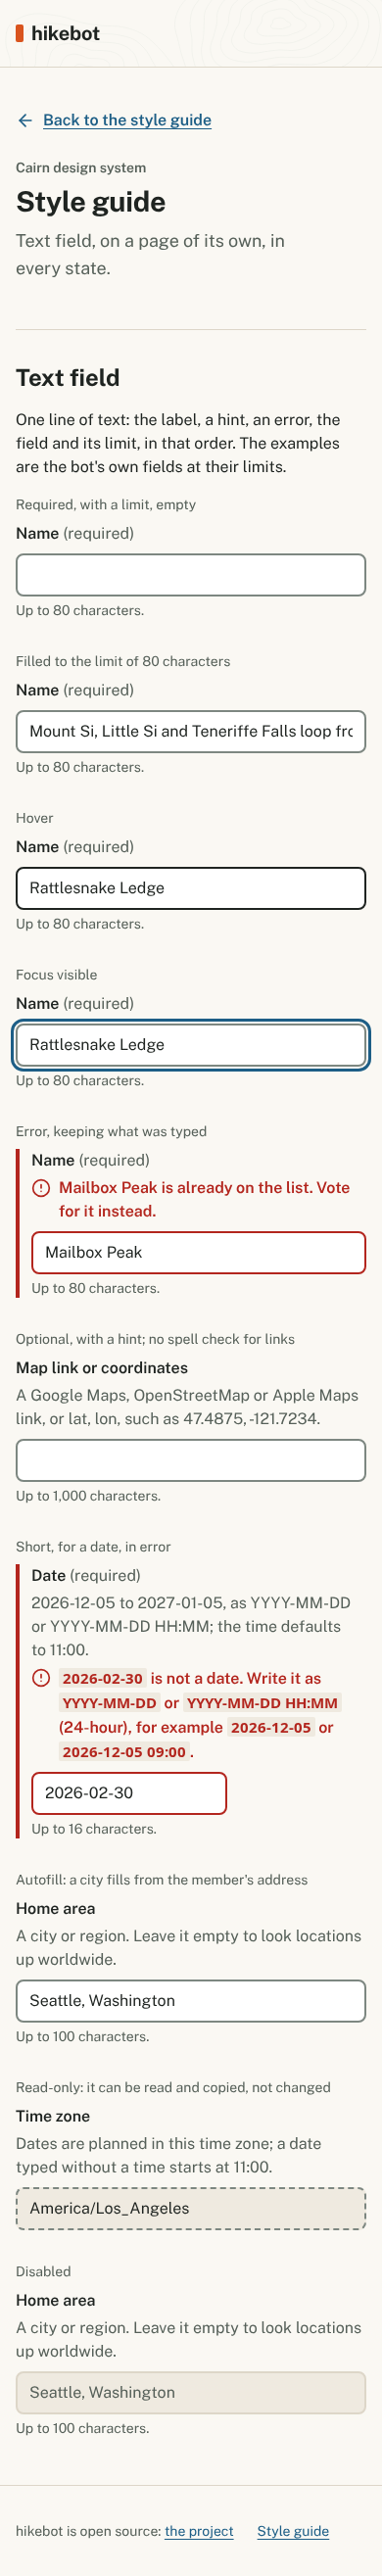 hikebot
Back to the style guide
Cairn design system
Style guide
Text field, on a page of its own, in
every state.
Text field
One line of text: the label, a hint, an error, the
field and its limit, in that order. The examples
are the bot's own fields at their limits.
Required, with a limit, empty
Name (required)
Up to 80 characters.
Filled to the limit of 80 characters
Name (required)
Mount Si, Little Si and Teneriffe Falls loop fro
Up to 80 characters.
Hover
Name (required)
Rattlesnake Ledge
Up to 80 characters.
Focus visible
Name (required)
Rattlesnake Ledge
Up to 80 characters.
Error, keeping what was typed
Name (required)
Mailbox Peak is already on the list. Vote
for it instead.
Mailbox Peak
Up to 80 characters.
Optional, with a hint; no spell check for links
Map link or coordinates
A Google Maps, OpenStreetMap or Apple Maps
link, or lat, lon, such as 47.4875, -121.7234.
Up to 1,000 characters.
Short, for a date, in error
Date (required)
2026-12-05 to 2027-01-05, as YYYY-MM-DD
or YYYY-MM-DD HH:MM; the time defaults
to 11:00.
2026-02-30 is not a date. Write it as
YYYY-MM-DD or YYYY-MM-DD HH:MM
(24-hour), for example 2026-12-05 or
2026-12-05 09:00.
2026-02-30
Up to 16 characters.
Autofill: a city fills from the member's address
Home area
A city or region. Leave it empty to look locations
up worldwide.
Seattle, Washington
Up to 100 characters.
Read-only: it can be read and copied, not changed
Time zone
Dates are planned in this time zone; a date
typed without a time starts at 11:00.
America/Los_Angeles
Disabled
Home area
A city or region. Leave it empty to look locations
up worldwide.
Seattle, Washington
Up to 100 characters.
hikebot is open source: the project Style guide